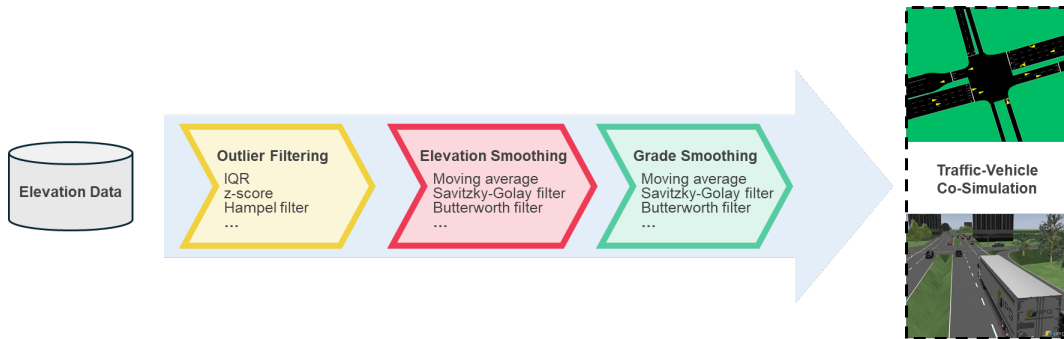 Elevation Data
Outlier Filtering
IQR
z-score
Hampel filter
...
Elevation Smoothing
Moving average
Savitzky-Golay filter
Butterworth filter
...
Grade Smoothing
Moving average
Savitzky-Golay filter
Butterworth filter
...
Traffic-Vehicle
Co-Simulation